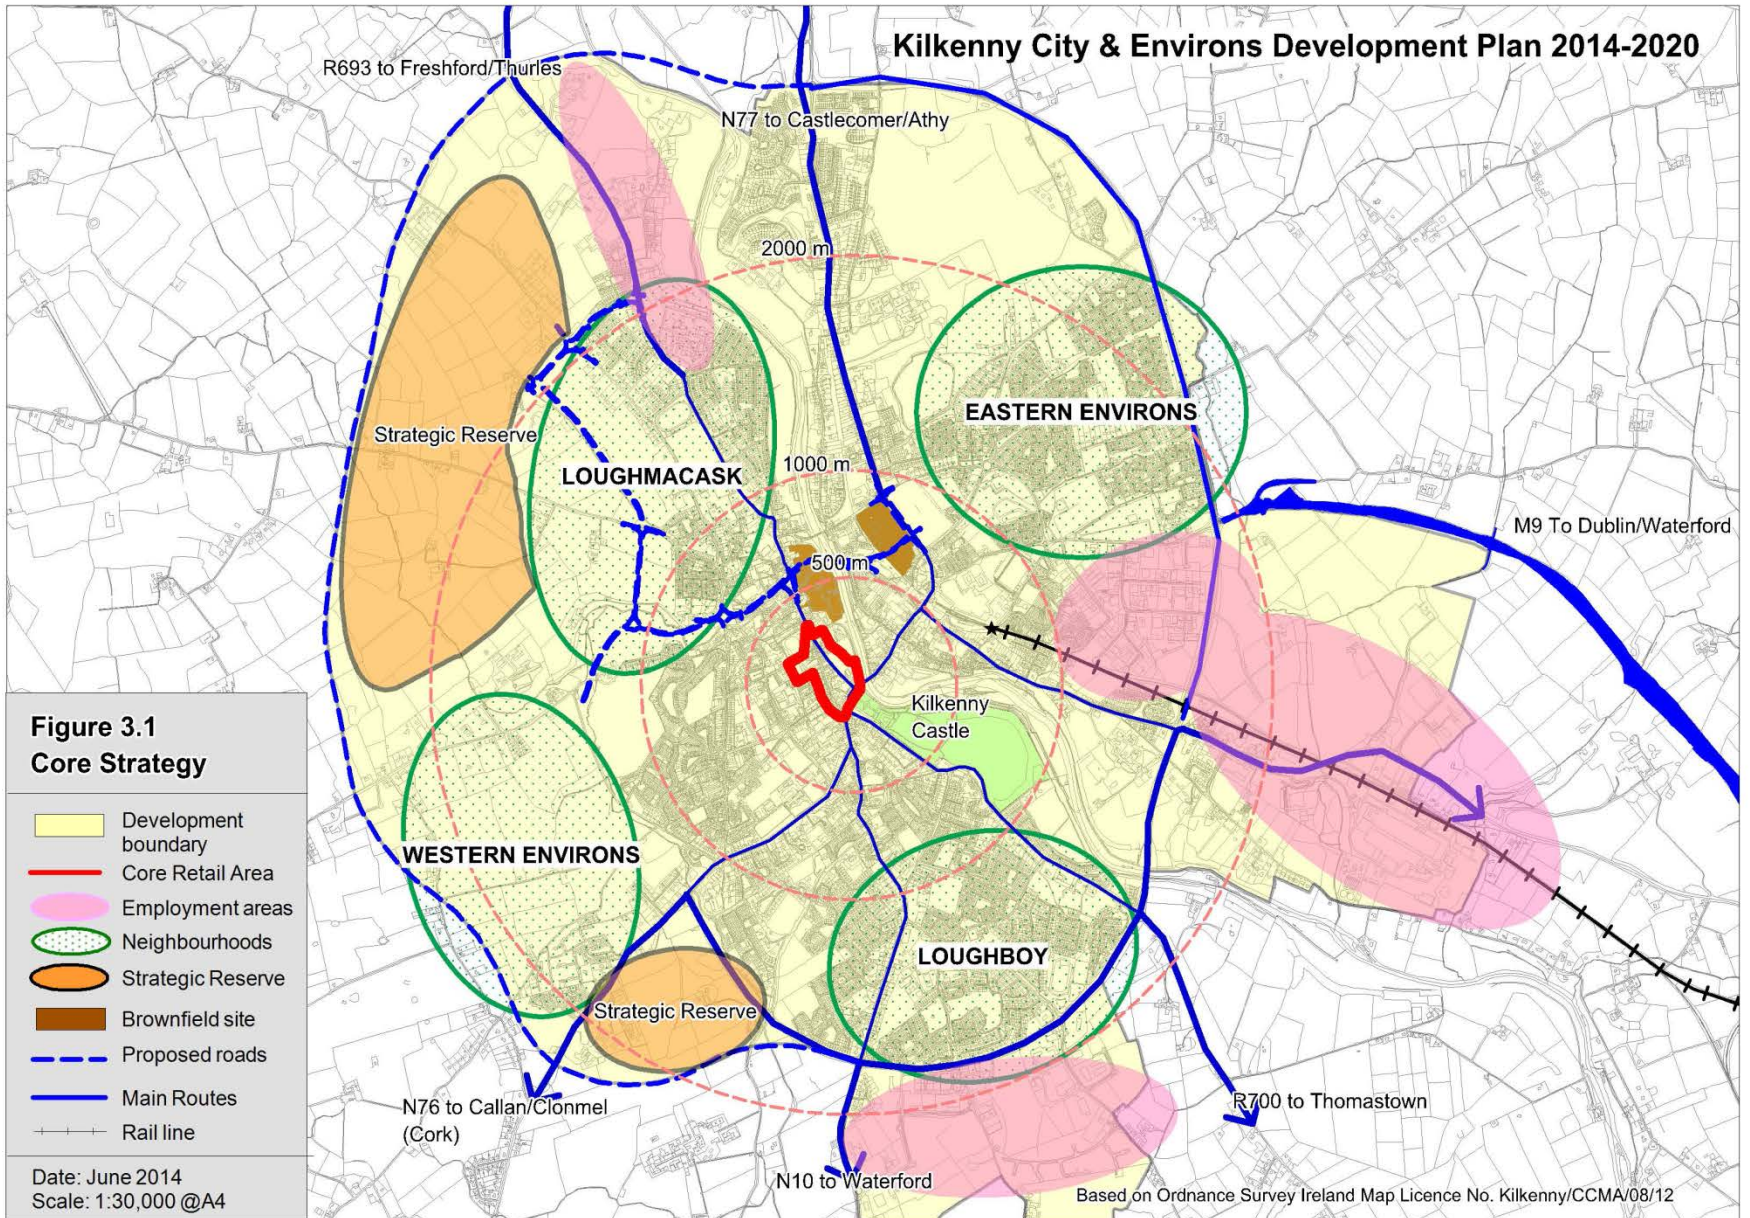 Kilkenny City & Environs Development Plan 2014-2020
R693 to Freshford/Thurles
N77 to Castlecomer/Athy
2000 m
EASTERN ENVIRONS
Strategic Reserve
1000 m
LOUGHMACASK
M9 To Dublin/Waterford
500 m
Kilkenny
Castle
WESTERN ENVIRONS
LOUGHBOY
Strategic Reserve
N76 to Callan/Clonmel
(Cork)
R700 to Thomastown
N10 to Waterford
Based on Ordnance Survey Ireland Map Licence No. Kilkenny/CCMA/08/12
Figure 3.1
Core Strategy
Development
boundary
Core Retail Area
Employment areas
Neighbourhoods
Strategic Reserve
Brownfield site
Proposed roads
Main Routes
Rail line
Date: June 2014
Scale: 1:30,000 @A4